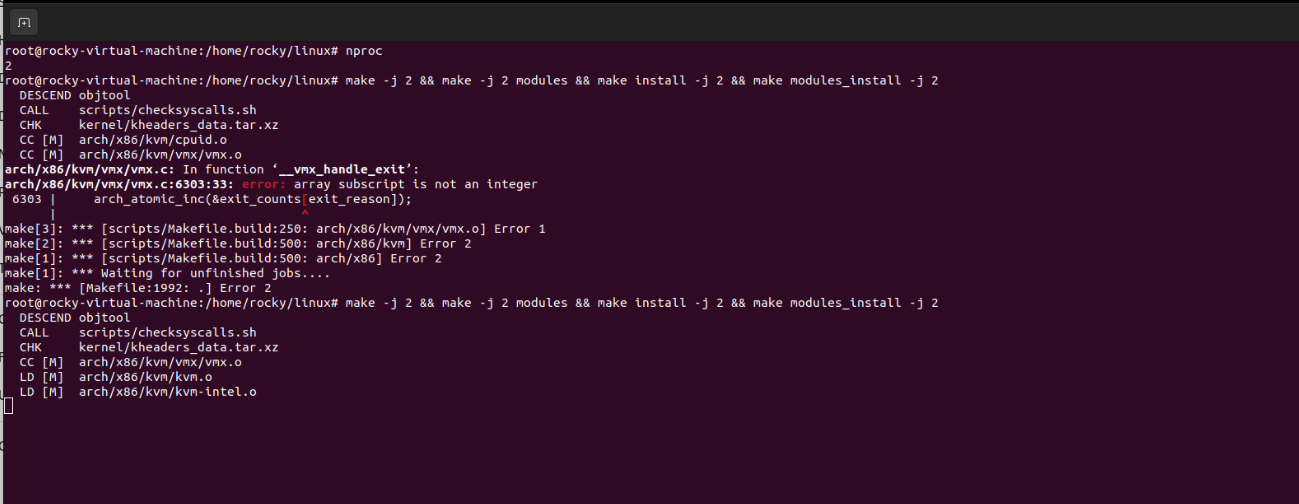 root@rocky-virtual-machine:/home/rocky/linux# nproc
2
root@rocky-virtual-machine:/home/rocky/linux# make -j 2 && make -j 2 modules && make install -j 2 && make modules_install -j 2
  DESCEND objtool
  CALL    scripts/checksyscalls.sh
  CHK     kernel/kheaders_data.tar.xz
  CC [M]  arch/x86/kvm/cpuid.o
  CC [M]  arch/x86/kvm/vmx/vmx.o
arch/x86/kvm/vmx/vmx.c: In function ‘__vmx_handle_exit’:
arch/x86/kvm/vmx/vmx.c:6303:33: error: array subscript is not an integer
 6303 |     arch_atomic_inc(&exit_counts[exit_reason]);
      |                                 ^
make[3]: *** [scripts/Makefile.build:250: arch/x86/kvm/vmx/vmx.o] Error 1
make[2]: *** [scripts/Makefile.build:500: arch/x86/kvm] Error 2
make[1]: *** [scripts/Makefile.build:500: arch/x86] Error 2
make[1]: *** Waiting for unfinished jobs....
make: *** [Makefile:1992: .] Error 2
root@rocky-virtual-machine:/home/rocky/linux# make -j 2 && make -j 2 modules && make install -j 2 && make modules_install -j 2
  DESCEND objtool
  CALL    scripts/checksyscalls.sh
  CHK     kernel/kheaders_data.tar.xz
  CC [M]  arch/x86/kvm/vmx/vmx.o
  LD [M]  arch/x86/kvm/kvm.o
  LD [M]  arch/x86/kvm/kvm-intel.o